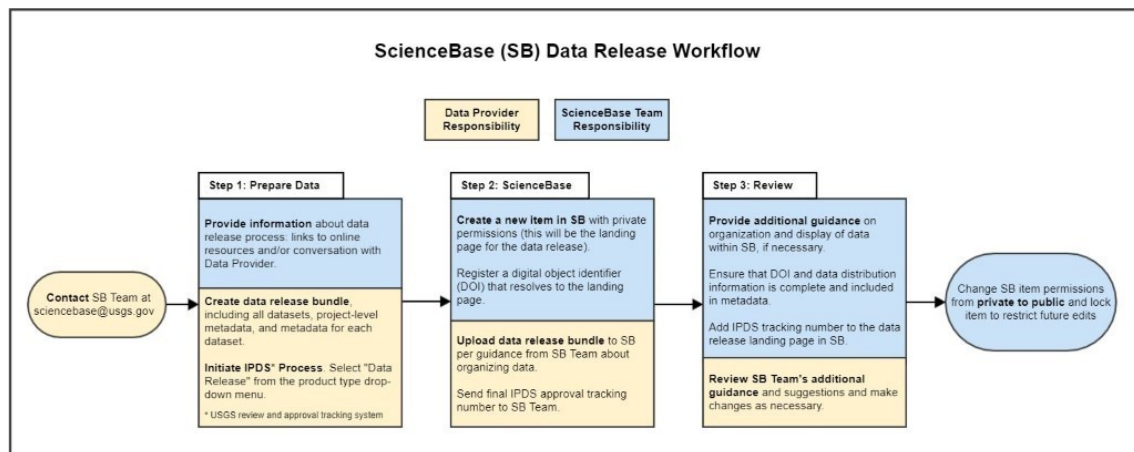 ScienceBase (SB) Data Release Workflow
Data Provider
Responsibility
ScienceBase Team
Responsibility
Contact SB Team at
sciencebase@usgs.gov
Step 1: Prepare Data
Provide information about data
release process: links to online
resources and/or conversation with
Data Provider.
Create data release bundle,
including all datasets, project-level
metadata, and metadata for each
dataset.
Initiate IPDS* Process. Select "Data
Release" from the product type drop-
down menu.
* USGS review and approval tracking system
Step 2: ScienceBase
Create a new item in SB with private
permissions (this will be the landing
page for the data release).
Register a digital object identifier
(DOI) that resolves to the landing
page.
Upload data release bundle to SB
per guidance from SB Team about
organizing data.
Send final IPDS approval tracking
number to SB Team.
Step 3: Review
Provide additional guidance on
organization and display of data
within SB, if necessary.
Ensure that DOI and data distribution
information is complete and included
in metadata.
Add IPDS tracking number to the data
release landing page in SB.
Review SB Team's additional
guidance and suggestions and make
changes as necessary.
Change SB item permissions
from private to public and lock
item to restrict future edits